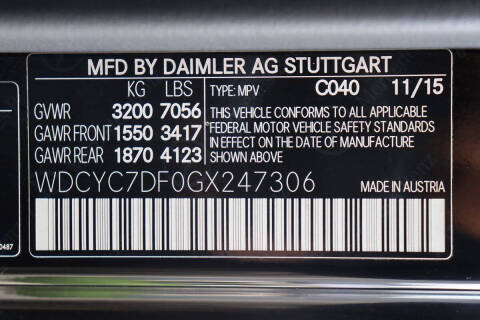 MFD BY DAIMLER AG STUTTGART
KG LBS TYPE: MPV C040 11/15
GVWR 3200 7056 THIS VEHICLE CONFORMS TO ALL APPLICABLE
GAWR FRONT 1550 3417 FEDERAL MOTOR VEHICLE SAFETY STANDARDS
GAWR REAR 1870 4123 IN EFFECT ON THE DATE OF MANUFACTURE
SHOWN ABOVE.
WDCYC7DF0GX247306 MADE IN AUSTRIA
0487